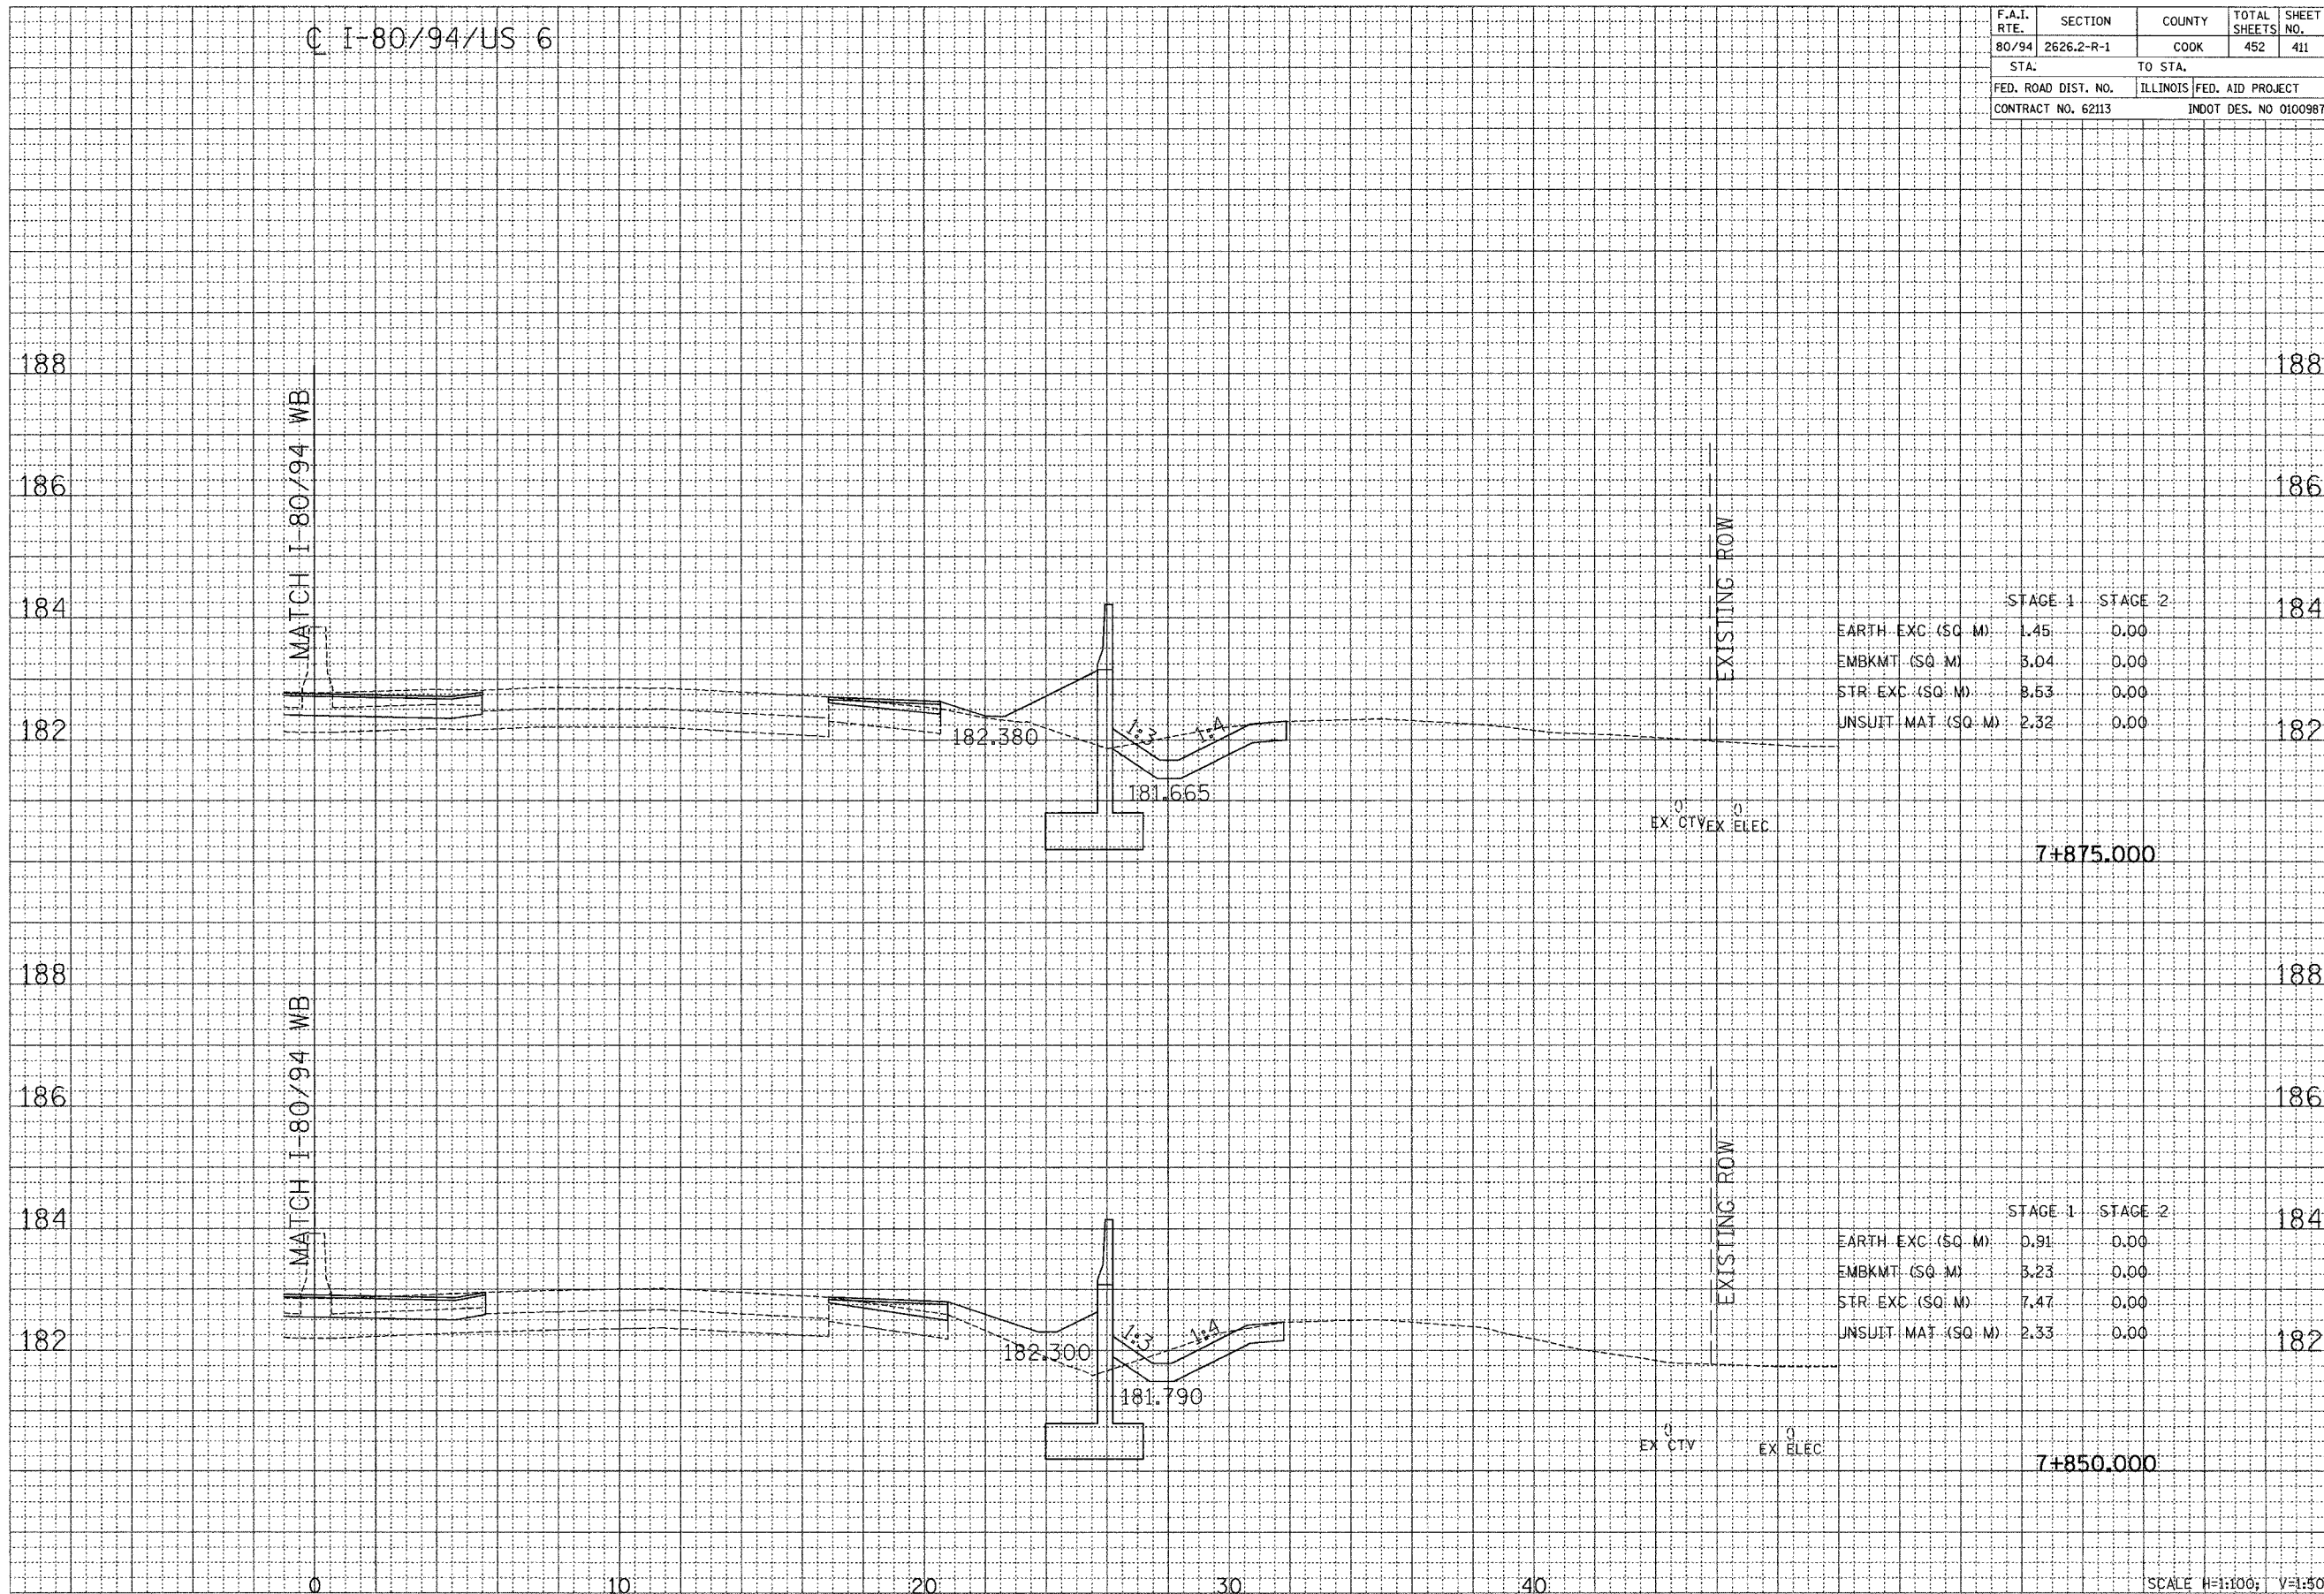 ℄ I-80/94/US 6
F.A.I. RTE. SECTION COUNTY TOTAL SHEETS SHEET NO.
80/94 2626.2-R-1 COOK 452 411
STA. TO STA.
FED. ROAD DIST. NO. ILLINOIS FED. AID PROJECT
CONTRACT NO. 62113 INDOT DES. NO 0100987
188 188
MATCH I-80/94 WB
186 186
EXISTING ROW
184 184
STAGE 1 STAGE 2
EARTH EXC (SQ M) 1.45 0.00
EMBKMT (SQ M) 3.04 0.00
STR EXC (SQ M) 8.53 0.00
UNSUIT MAT (SQ M) 2.32 0.00
182 182
1:3 1:4
182.380
181.665
EX CTV EX ELEC
7+875.000
188 188
MATCH I-80/94 WB
186 186
EXISTING ROW
184 184
STAGE 1 STAGE 2
EARTH EXC (SQ M) 0.91 0.00
EMBKMT (SQ M) 3.23 0.00
STR EXC (SQ M) 7.47 0.00
UNSUIT MAT (SQ M) 2.33 0.00
182 182
1:3 1:4
182.300
181.790
EX CTV EX ELEC
7+850.000
0 10 20 30 40
SCALE H=1:100; V=1:50